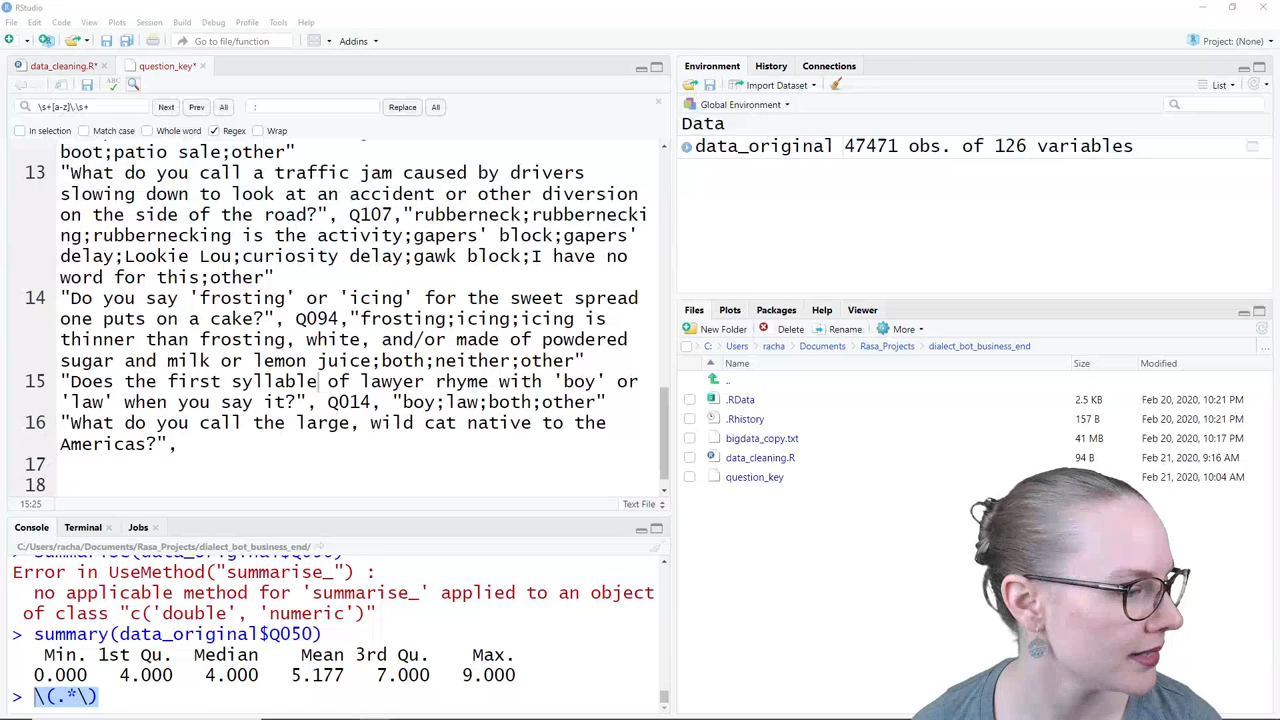 RStudio
File Edit Code View Plots Session Build Debug Profile Tools Help
Go to file/function
Addins
Project: (None)
data_cleaning.R*
question_key*
\s+[a-z]\.\s+
Next
Prev
All
:
Replace
All
In selection
Match case
Whole word
Regex
Wrap
boot;patio sale;other"
13 "What do you call a traffic jam caused by drivers
slowing down to look at an accident or other diversion
on the side of the road?", Q107,"rubberneck;rubbernecki
ng;rubbernecking is the activity;gapers' block;gapers'
delay;Lookie Lou;curiosity delay;gawk block;I have no
word for this;other"
14 "Do you say 'frosting' or 'icing' for the sweet spread
one puts on a cake?", Q094,"frosting;icing;icing is
thinner than frosting, white, and/or made of powdered
sugar and milk or lemon juice;both;neither;other"
15 "Does the first syllable of lawyer rhyme with 'boy' or
'law' when you say it?", Q014, "boy;law;both;other"
16 "What do you call the large, wild cat native to the
Americas?",
17
18
15:25
Text File
Console Terminal Jobs
C:/Users/racha/Documents/Rasa_Projects/dialect_bot_business_end/
Error in UseMethod("summarise_") :
no applicable method for 'summarise_' applied to an object
of class "c('double', 'numeric')"
> summary(data_original$Q050)
Min. 1st Qu. Median Mean 3rd Qu. Max.
0.000 4.000 4.000 5.177 7.000 9.000
> \(.*\)
Environment History Connections
Import Dataset
List
Global Environment
Data
data_original 47471 obs. of 126 variables
Files Plots Packages Help Viewer
New Folder Delete Rename More
C: Users racha Documents Rasa_Projects dialect_bot_business_end
Name Size Modified
..
.RData 2.5 KB Feb 20, 2020, 10:21 PM
.Rhistory 157 B Feb 20, 2020, 10:21 PM
bigdata_copy.txt 41 MB Feb 20, 2020, 10:17 PM
data_cleaning.R 94 B Feb 21, 2020, 9:16 AM
question_key Feb 21, 2020, 10:04 AM